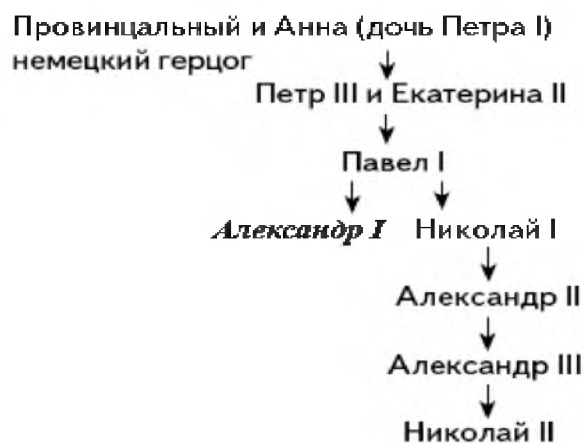 Провинцальный и Анна (дочь Петра I)
немецкий герцог
Петр III и Екатерина II
Павел I
Александр I Николай I
Александр II
Александр III
Николай II